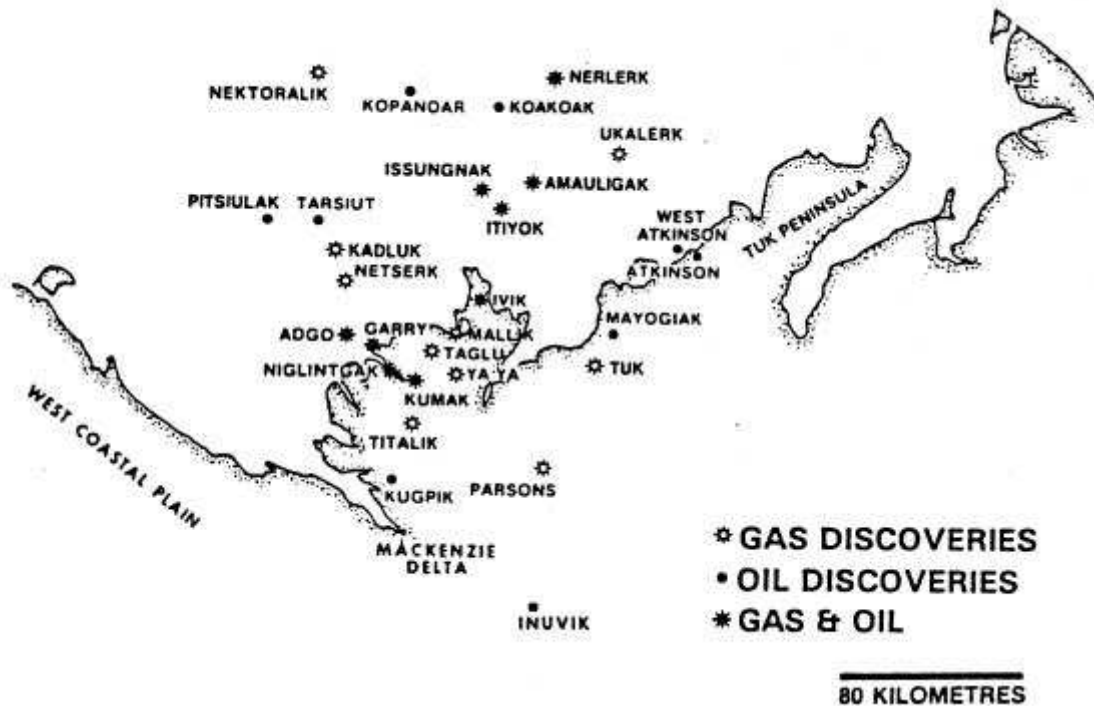 NERLERK
NEKTORALIK
KOPANOAR
KOAKOAK
UKALERK
ISSUNGNAK
AMAULIGAK
PITSIULAK
TARSIUT
ITIYOK
WEST
ATKINSON
TUK PENINSULA
KADLUK
NETSERK
ATKINSON
IVIK
ADGO
GARRY
MALLIK
MAYOGIAK
TAGLU
NIGLINTGAK
YA YA
TUK
KUMAK
WEST COASTAL PLAIN
TITALIK
KUGPIK
PARSONS
MACKENZIE
DELTA
GAS DISCOVERIES
OIL DISCOVERIES
GAS & OIL
INUVIK
80 KILOMETRES